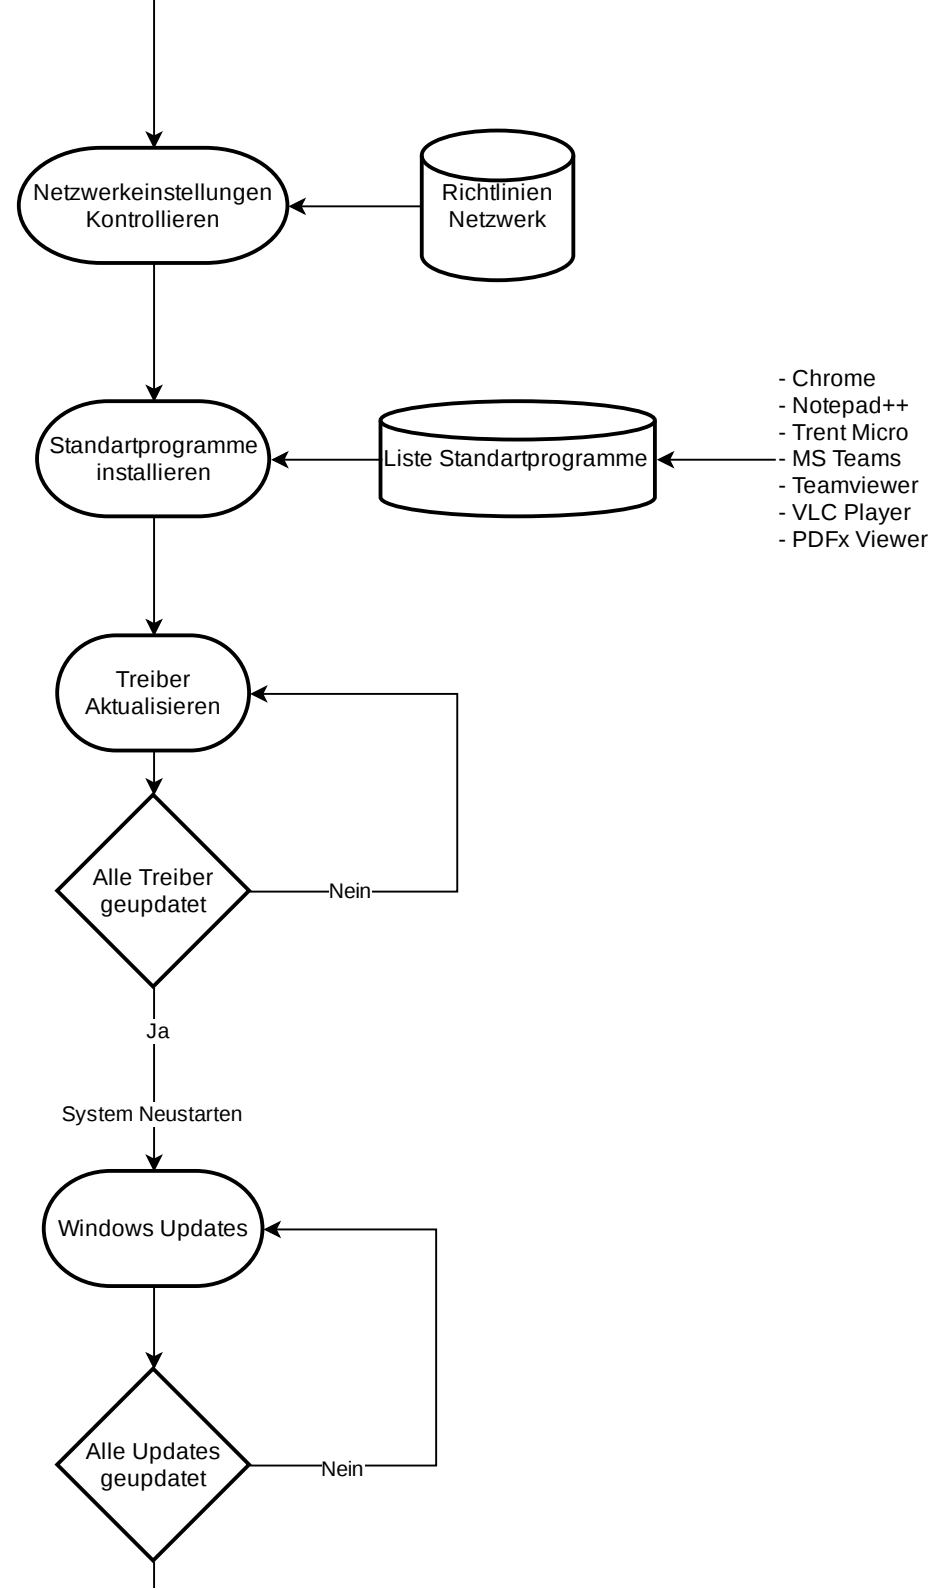 Netzwerkeinstellungen
Kontrollieren
Richtlinien
Netzwerk
Standartprogramme
installieren
Liste Standartprogramme
- Chrome
- Notepad++
- Trent Micro
- MS Teams
- Teamviewer
- VLC Player
- PDFx Viewer
Treiber
Aktualisieren
Alle Treiber
geupdatet
Nein
Ja
System Neustarten
Windows Updates
Alle Updates
geupdatet
Nein